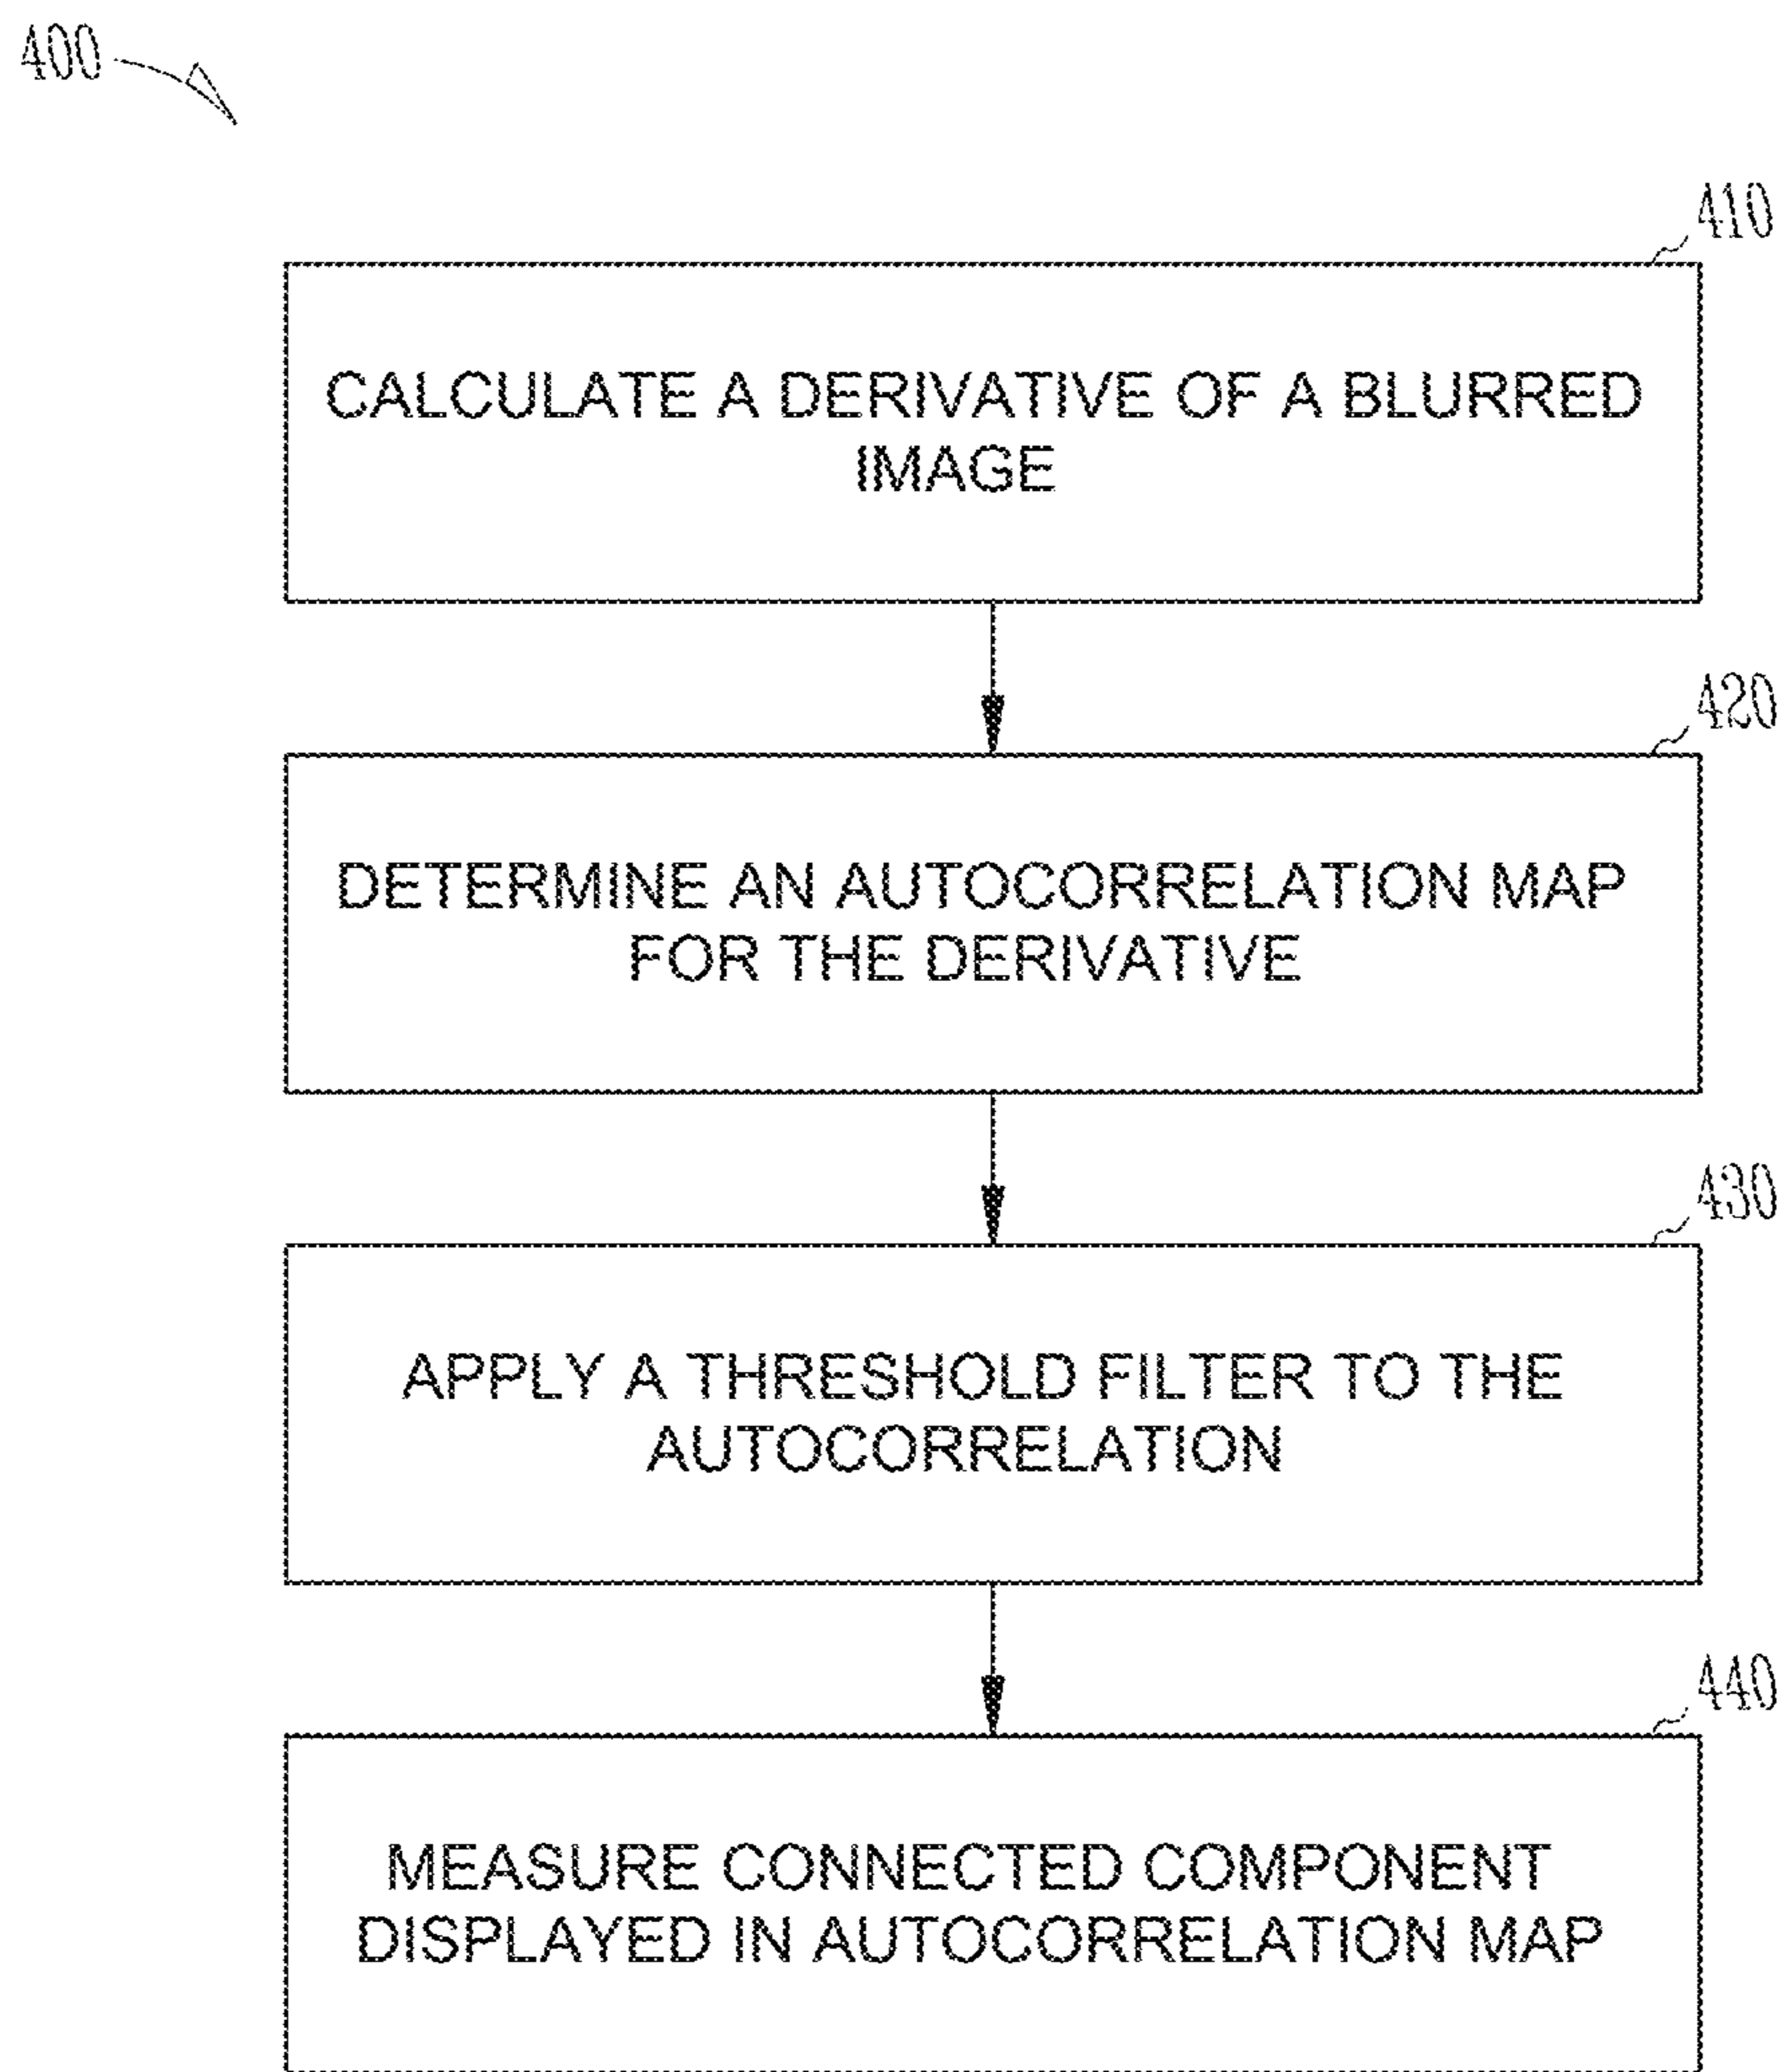 400
410
CALCULATE A DERIVATIVE OF A BLURRED
IMAGE
420
DETERMINE AN AUTOCORRELATION MAP
FOR THE DERIVATIVE
430
APPLY A THRESHOLD FILTER TO THE
AUTOCORRELATION
440
MEASURE CONNECTED COMPONENT
DISPLAYED IN AUTOCORRELATION MAP